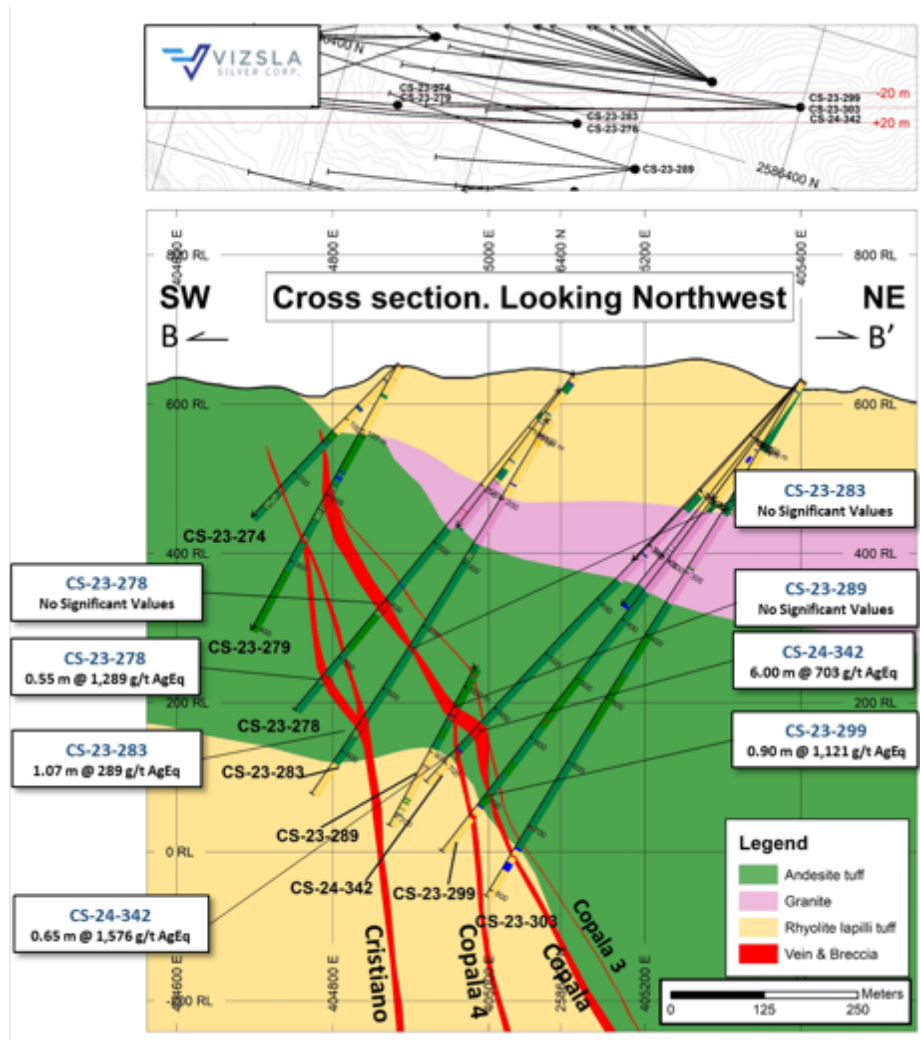 VIZSLA
SILVER CORP.
CS-23-274
CS-23-279
CS-23-283
CS-23-278
CS-23-299
CS-23-303
CS-24-342
-20 m
+20 m
CS-23-289
2586400 N
404800 E
4800 E
5000 E
6400 N
5200 E
405400 E
800 RL
800 RL
SW
Cross section. Looking Northwest
NE
B
B'
600 RL
600 RL
CS-23-283
No Significant Values
CS-23-274
400 RL
400 RL
CS-23-278
No Significant Values
CS-23-289
No Significant Values
CS-23-279
CS-23-278
0.55 m @ 1,289 g/t AgEq
CS-24-342
6.00 m @ 703 g/t AgEq
200 RL
CS-23-278
CS-23-283
1.07 m @ 289 g/t AgEq
CS-23-283
CS-23-299
0.90 m @ 1,121 g/t AgEq
CS-23-289
0 RL
CS-24-342
CS-23-299
CS-23-303
CS-24-342
0.65 m @ 1,576 g/t AgEq
Cristiano
Copala 4
Copala
Copala 3
Legend
Andesite tuff
Granite
Rhyolite lapilli tuff
Vein & Breccia
404600 E
404800 E
405200 E
Meters
0
125
250